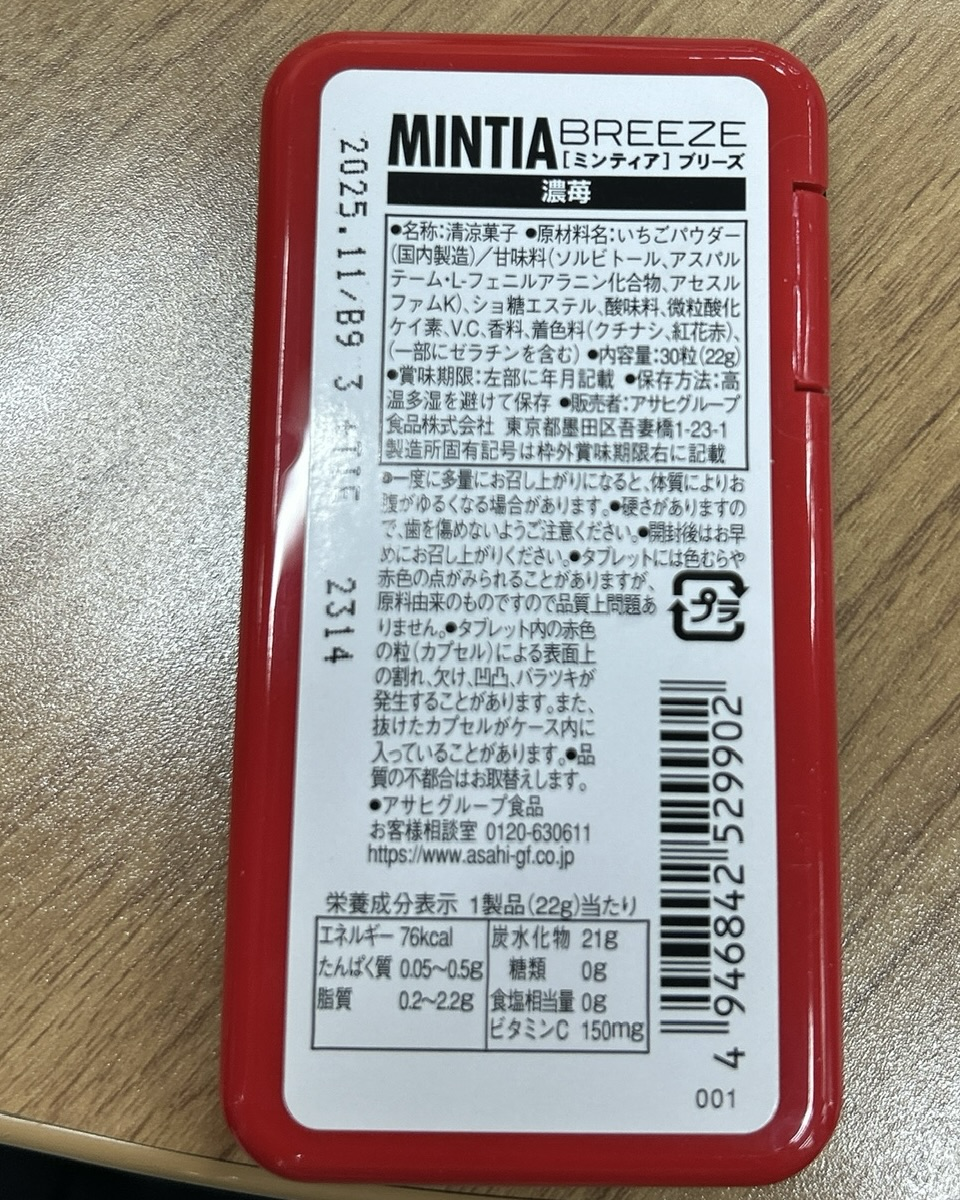 MINTIA BREEZE
[ミンティア] ブリーズ
濃苺
●名称:清涼菓子 ●原材料名:いちごパウダー
(国内製造)/甘味料(ソルビトール、アスパル
テーム・L-フェニルアラニン化合物、アセスル
ファムK)、ショ糖エステル、酸味料、微粒酸化
ケイ素、V.C、香料、着色料(クチナシ、紅花赤)、
(一部にゼラチンを含む) ●内容量:30粒(22g)
●賞味期限:左部に年月記載 ●保存方法:高
温多湿を避けて保存 ●販売者:アサヒグループ
食品株式会社 東京都墨田区吾妻橋1-23-1
製造所固有記号は枠外賞味期限右に記載
●一度に多量にお召し上がりになると、体質によりお
腹がゆるくなる場合があります。●硬さがありますの
で、歯を傷めないようご注意ください。●開封後はお早
めにお召し上がりください。●タブレットには色むらや
赤色の点がみられることがありますが、
原料由来のものですので品質上問題あ
りません。●タブレット内の赤色
の粒(カプセル)による表面上
の割れ、欠け、凹凸、バラツキが
発生することがあります。また、
抜けたカプセルがケース内に
入っていることがあります。●品
質の不都合はお取替えします。
●アサヒグループ食品
お客様相談室 0120-630611
https://www.asahi-gf.co.jp
プラ
栄養成分表示 1製品(22g)当たり
エネルギー 76kcal 炭水化物 21g
たんぱく質 0.05〜0.5g 糖類 0g
脂質 0.2〜2.2g 食塩相当量 0g
ビタミンC 150mg
4 946842 529902
001
2025.11/B9 3
2314